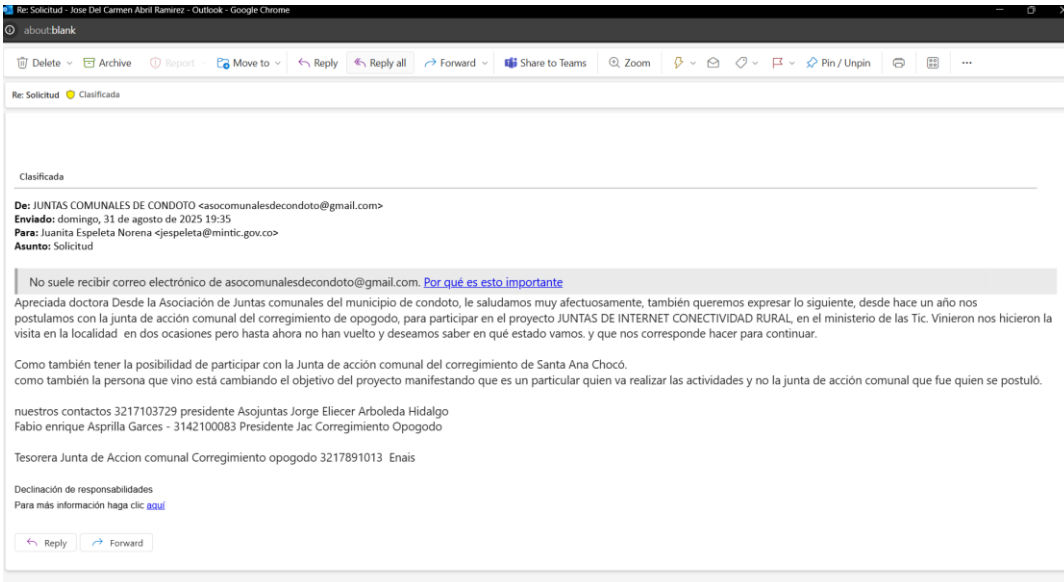 Re: Solicitud - Jose Del Carmen Abril Ramirez - Outlook - Google Chrome
about:blank
Delete Archive Report Move to Reply Reply all Forward Share to Teams Zoom Pin / Unpin ...
Re: Solicitud Clasificada
Clasificada
De: JUNTAS COMUNALES DE CONDOTO <asocomunalesdecondoto@gmail.com>
Enviado: domingo, 31 de agosto de 2025 19:35
Para: Juanita Espeleta Norena <jespeleta@mintic.gov.co>
Asunto: Solicitud
No suele recibir correo electrónico de asocomunalesdecondoto@gmail.com. Por qué es esto importante
Apreciada doctora Desde la Asociación de Juntas comunales del municipio de condoto, le saludamos muy afectuosamente, también queremos expresar lo siguiente, desde hace un año nos
postulamos con la junta de acción comunal del corregimiento de opogodo, para participar en el proyecto JUNTAS DE INTERNET CONECTIVIDAD RURAL, en el ministerio de las Tic. Vinieron nos hicieron la
visita en la localidad en dos ocasiones pero hasta ahora no han vuelto y deseamos saber en qué estado vamos. y que nos corresponde hacer para continuar.
Como también tener la posibilidad de participar con la Junta de acción comunal del corregimiento de Santa Ana Chocó.
como también la persona que vino está cambiando el objetivo del proyecto manifestando que es un particular quien va realizar las actividades y no la junta de acción comunal que fue quien se postuló.
nuestros contactos 3217103729 presidente Asojuntas Jorge Eliecer Arboleda Hidalgo
Fabio enrique Asprilla Garces - 3142100083 Presidente Jac Corregimiento Opogodo
Tesorera Junta de Accion comunal Corregimiento opogodo 3217891013 Enais
Declinación de responsabilidades
Para más información haga clic aquí
Reply Forward